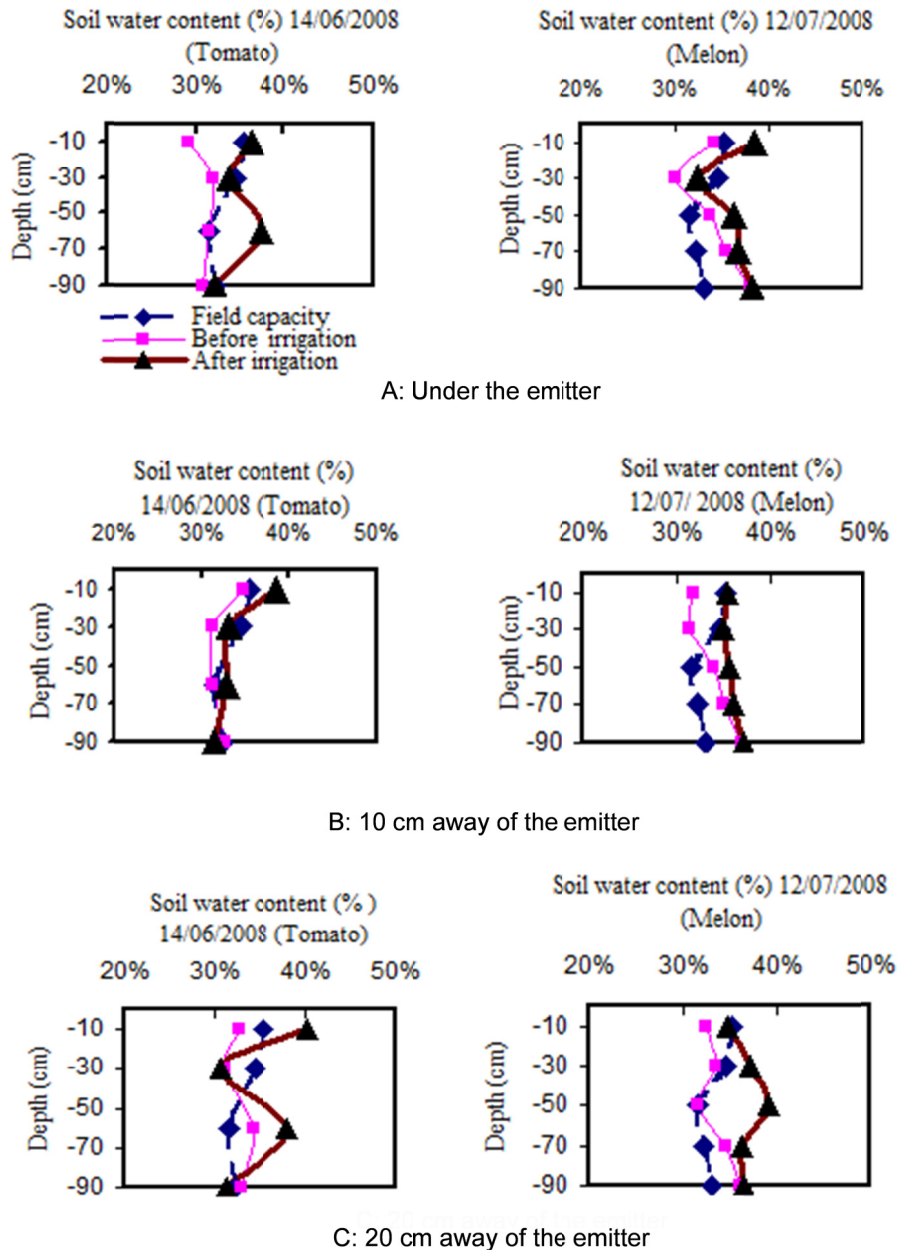 Soil water content (%) 14/06/2008
(Tomato)
20% 30% 40% 50%
Depth (cm)
-10
-30
-50
-70
-90
Soil water content (%) 12/07/2008
(Melon)
20% 30% 40% 50%
Depth (cm)
-10
-30
-50
-70
-90
Field capacity
Before irrigation
After irrigation
A: Under the emitter
Soil water content (%)
14/06/2008 (Tomato)
20% 30% 40% 50%
Depth (cm)
-10
-30
-50
-70
-90
Soil water content (%)
12/07/ 2008 (Melon)
20% 30% 40% 50%
Depth (cm)
-10
-30
-50
-70
-90
B: 10 cm away of the emitter
Soil water content (% )
14/06/2008 (Tomato)
20% 30% 40% 50%
Depth (cm)
-10
-30
-50
-70
-90
Soil water content (%) 12/07/2008
(Melon)
20% 30% 40% 50%
Depth (cm)
-10
-30
-50
-70
-90
C: 20 cm away of the emitter